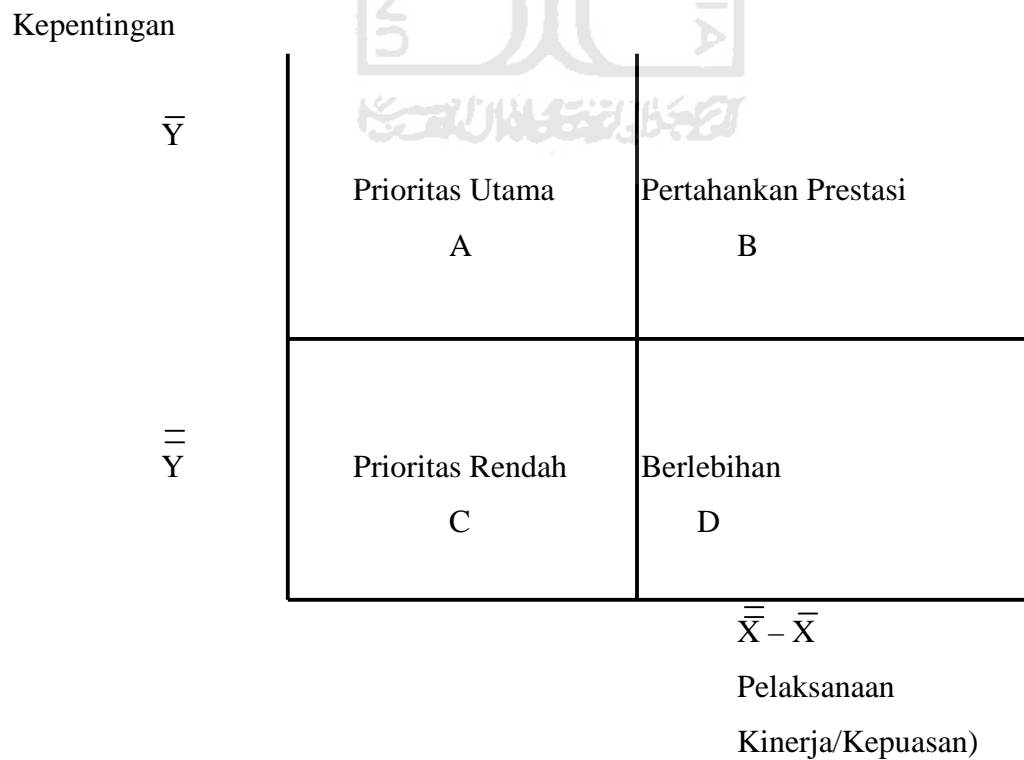 Kepentingan
Y̅
Prioritas Utama Pertahankan Prestasi
A B
Y̿
Prioritas Rendah Berlebihan
C D
X̿ – X̅
Pelaksanaan
Kinerja/Kepuasan)